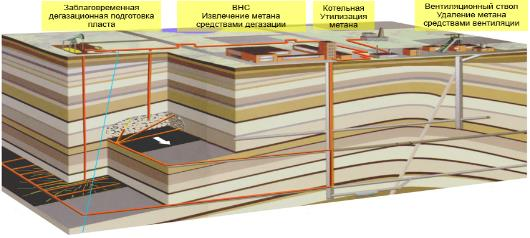 Заблаговременная
дегазационная подготовка
пласта
ВНС
Извлечение метана
средствами дегазации
Котельная
Утилизация
метана
Вентиляционный ствол
Удаление метана
средствами вентиляции